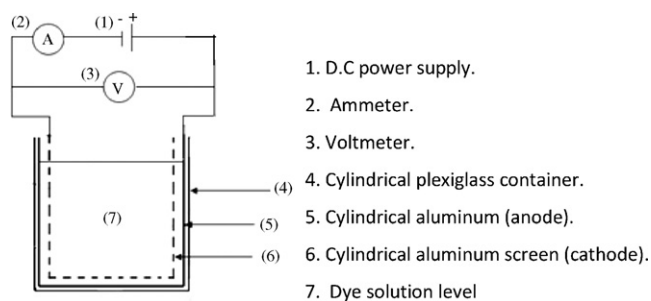 (2)
(1) - +
A
(3)
V
(4)
(7)
(5)
(6)
1. D.C power supply.
2. Ammeter.
3. Voltmeter.
4. Cylindrical plexiglass container.
5. Cylindrical aluminum (anode).
6. Cylindrical aluminum screen (cathode).
7. Dye solution level